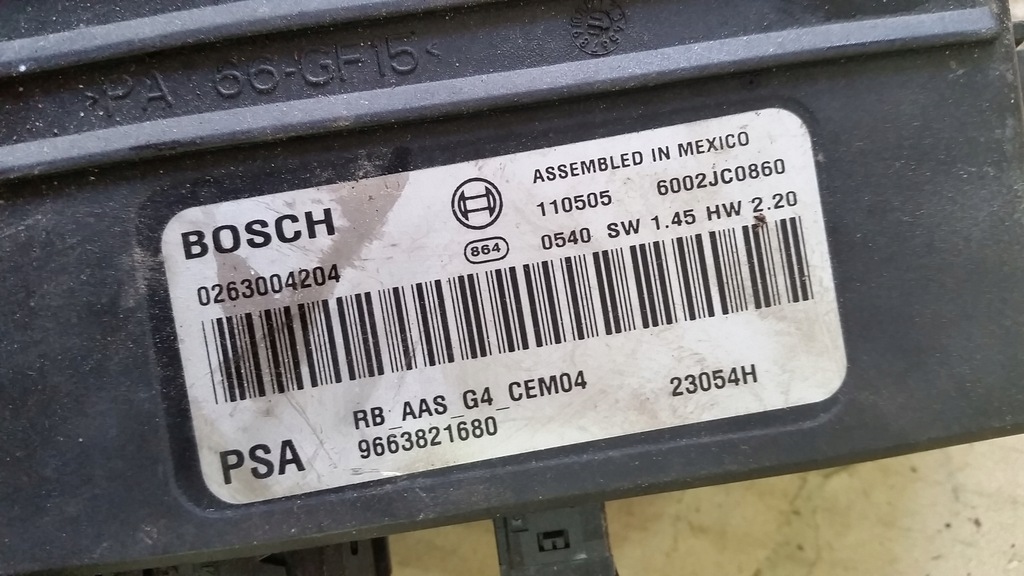 >PA 66-GF15<
ASSEMBLED IN MEXICO
BOSCH
110505 6002JC0860
864
0540 SW 1.45 HW 2.20
0263004204
RB_AAS_G4_CEM04 23054H
PSA 9663821680